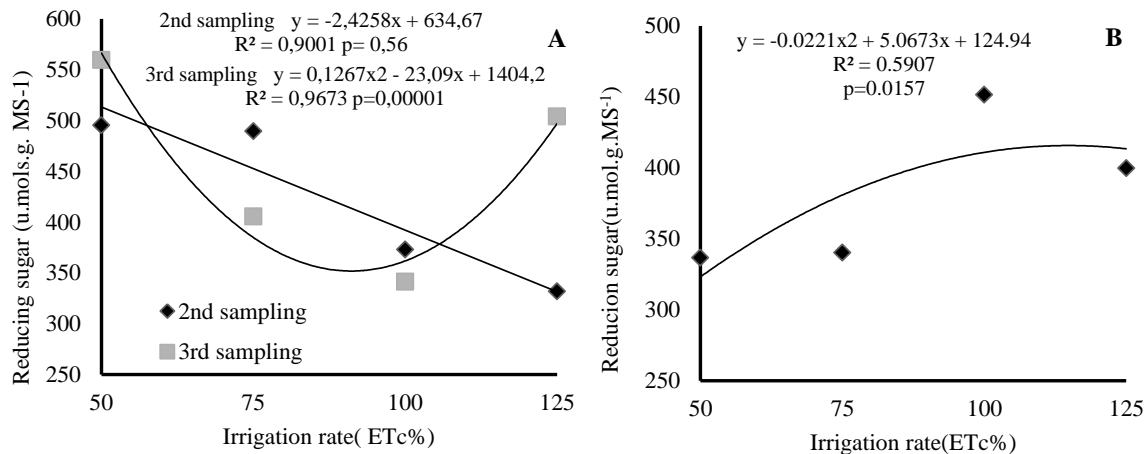 2nd sampling y = -2,4258x + 634,67
R² = 0,9001 p= 0,56
3rd sampling y = 0,1267x2 - 23,09x + 1404,2
R² = 0,9673 p=0,00001
A
Reducing sugar (u.mols.g. MS-1)
600
550
500
450
400
350
300
250
2nd sampling
3rd sampling
50
75
100
125
Irrigation rate( ETc%)
y = -0.0221x2 + 5.0673x + 124.94
R² = 0.5907
p=0.0157
B
Reducion sugar(u.mol.g.MS-1)
500
450
400
350
300
250
50
75
100
125
Irrigation rate(ETc%)